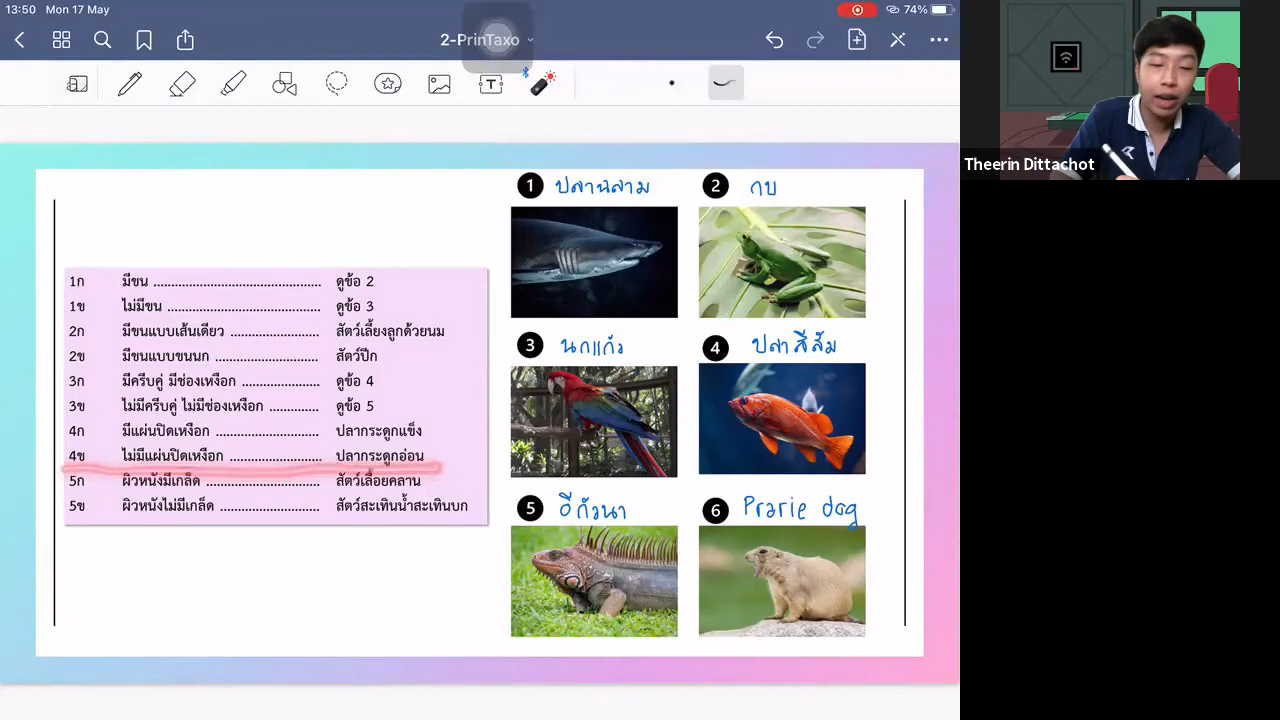 13:50 Mon 17 May
74%
2-PrinTaxo
T
1ก มีขน ................................................ ดูข้อ 2
1ข ไม่มีขน ............................................ ดูข้อ 3
2ก มีขนแบบเส้นเดียว .......................... สัตว์เลี้ยงลูกด้วยนม
2ข มีขนแบบขนนก .............................. สัตว์ปีก
3ก มีครีบคู่ มีช่องเหงือก ....................... ดูข้อ 4
3ข ไม่มีครีบคู่ ไม่มีช่องเหงือก .............. ดูข้อ 5
4ก มีแผ่นปิดเหงือก .............................. ปลากระดูกแข็ง
4ข ไม่มีแผ่นปิดเหงือก .......................... ปลากระดูกอ่อน
5ก ผิวหนังมีเกล็ด ................................. สัตว์เลื้อยคลาน
5ข ผิวหนังไม่มีเกล็ด ............................. สัตว์สะเทินน้ำสะเทินบก
1 ปลาฉลาม
2 กบ
3 นกแก้ว
4 ปลาสีส้ม
5 อีกัวนา
6 Prarie dog
Theerin Dittachot